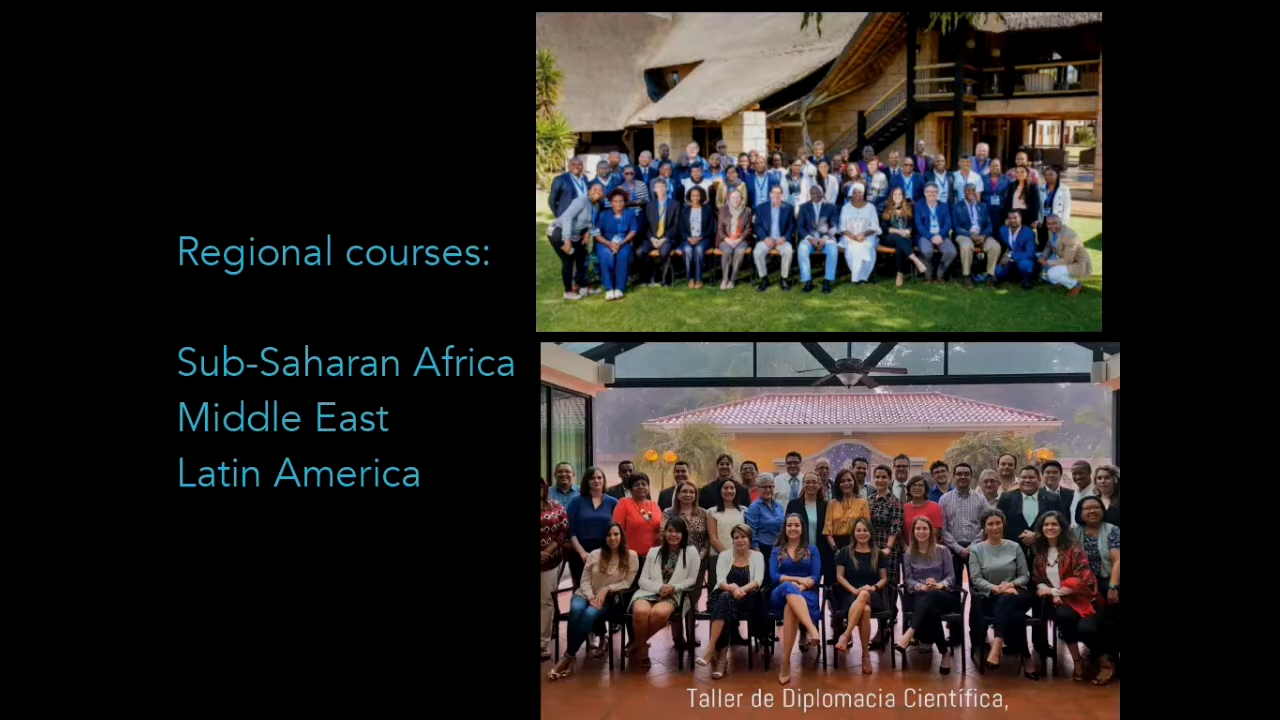 Regional courses:
Sub-Saharan Africa
Middle East
Latin America
Taller de Diplomacia Científica,